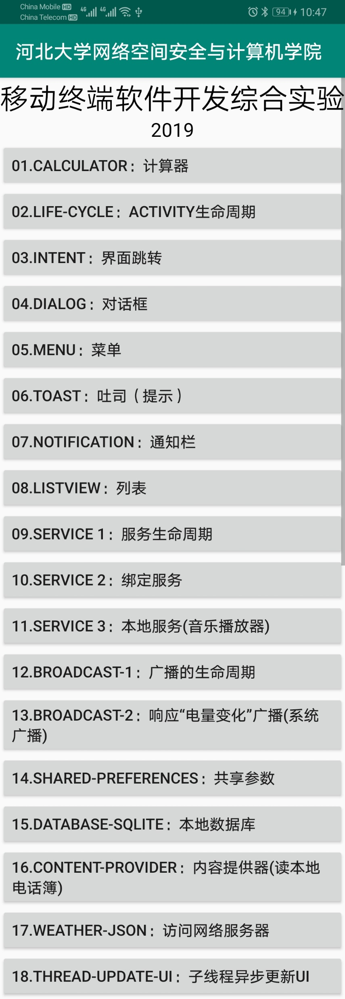 China Mobile HD
China Telecom HD
4G 4G 94 10:47
河北大学网络空间安全与计算机学院
移动终端软件开发综合实验
2019
01.CALCULATOR：计算器
02.LIFE-CYCLE：ACTIVITY生命周期
03.INTENT：界面跳转
04.DIALOG：对话框
05.MENU：菜单
06.TOAST：吐司（提示）
07.NOTIFICATION：通知栏
08.LISTVIEW：列表
09.SERVICE 1：服务生命周期
10.SERVICE 2：绑定服务
11.SERVICE 3：本地服务(音乐播放器)
12.BROADCAST-1：广播的生命周期
13.BROADCAST-2：响应“电量变化”广播(系统
广播)
14.SHARED-PREFERENCES：共享参数
15.DATABASE-SQLITE：本地数据库
16.CONTENT-PROVIDER：内容提供器(读本地
电话簿)
17.WEATHER-JSON：访问网络服务器
18.THREAD-UPDATE-UI：子线程异步更新UI